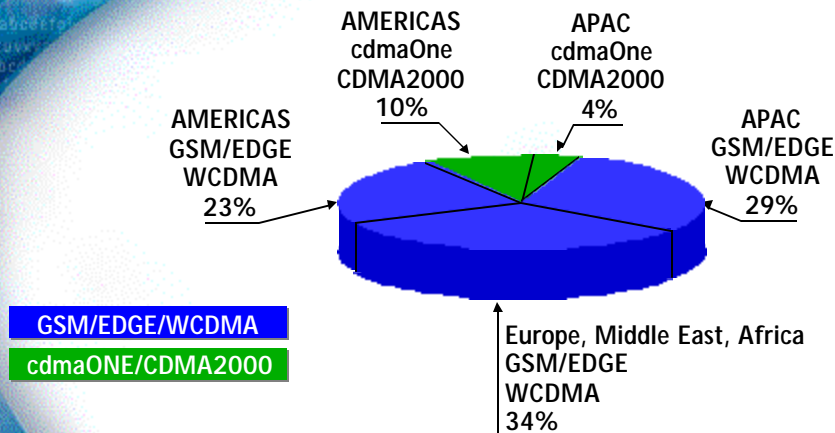 AMERICAS
cdmaOne
CDMA2000
10%
APAC
cdmaOne
CDMA2000
4%
AMERICAS
GSM/EDGE
WCDMA
23%
APAC
GSM/EDGE
WCDMA
29%
GSM/EDGE/WCDMA
cdmaONE/CDMA2000
Europe, Middle East, Africa
GSM/EDGE
WCDMA
34%